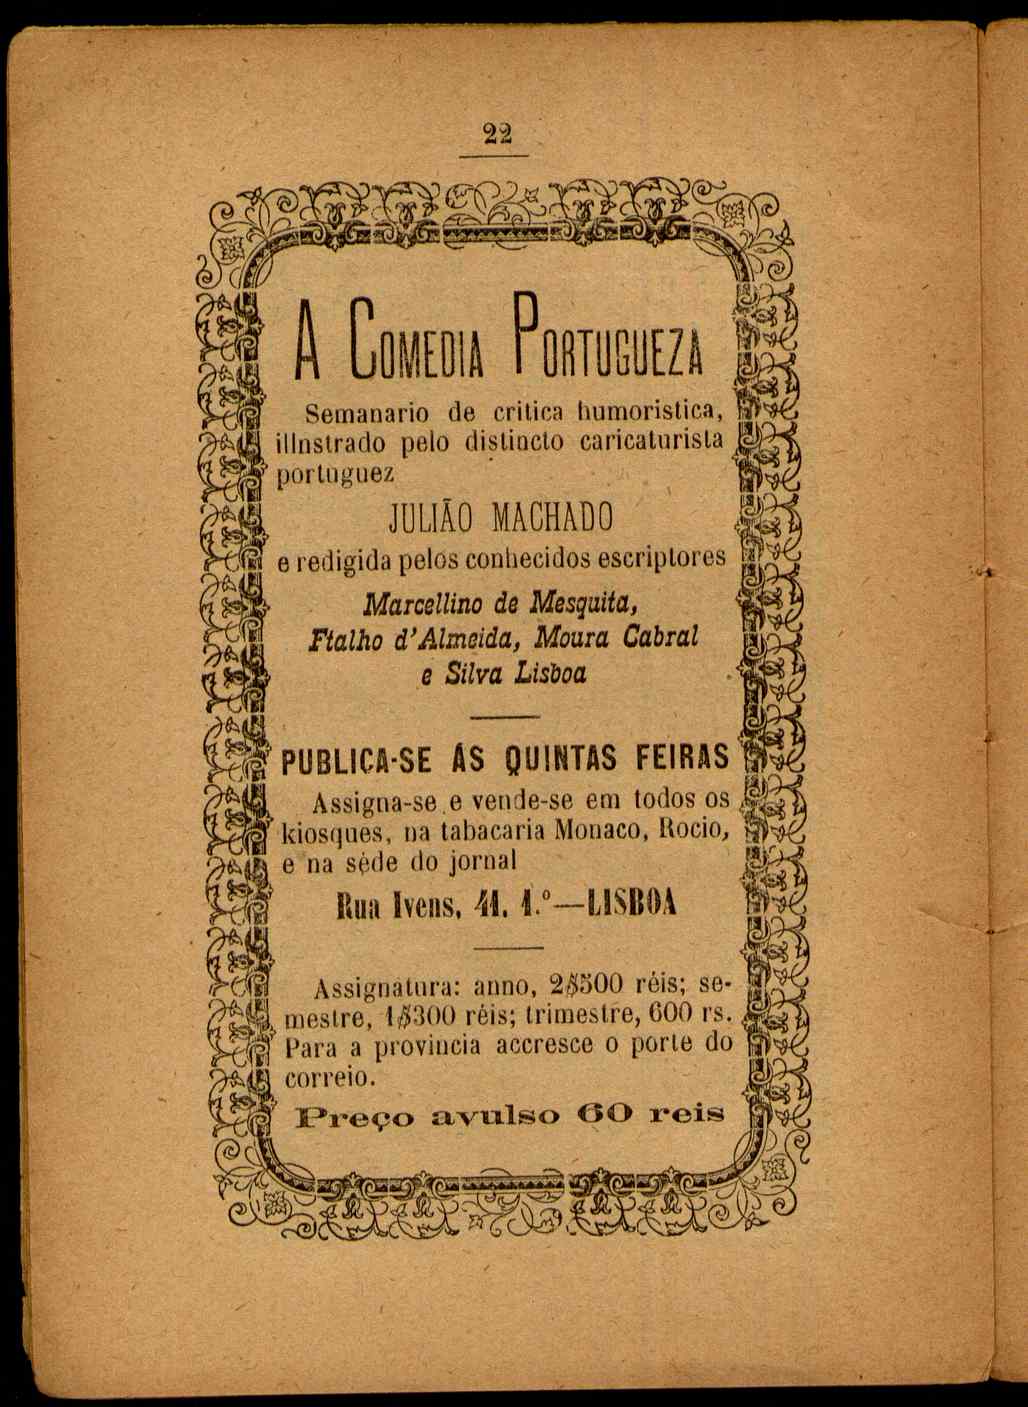 22
A COMEDIA PORTUGUEZA
Semanario de critica humoristica,
illnstrado pelo distincto caricaturista
portuguez
JULIÃO MACHADO
e redigida pelos conhecidos escriptores
Marcellino de Mesquita,
Ftalho d'Almeida, Moura Cabral
e Silva Lisboa
PUBLICA-SE ÁS QUINTAS FEIRAS
Assigna-se e vende-se em todos os
kiosques, na tabacaria Monaco, Rocio,
e na séde do jornal
Rua Ivens, 41, 1.º—LISBOA
Assignatura: anno, 2$500 réis; se-
mestre, 1$300 réis; trimestre, 600 rs.
Para a provincia accresce o porte do
correio.
Preço avulso 60 reis